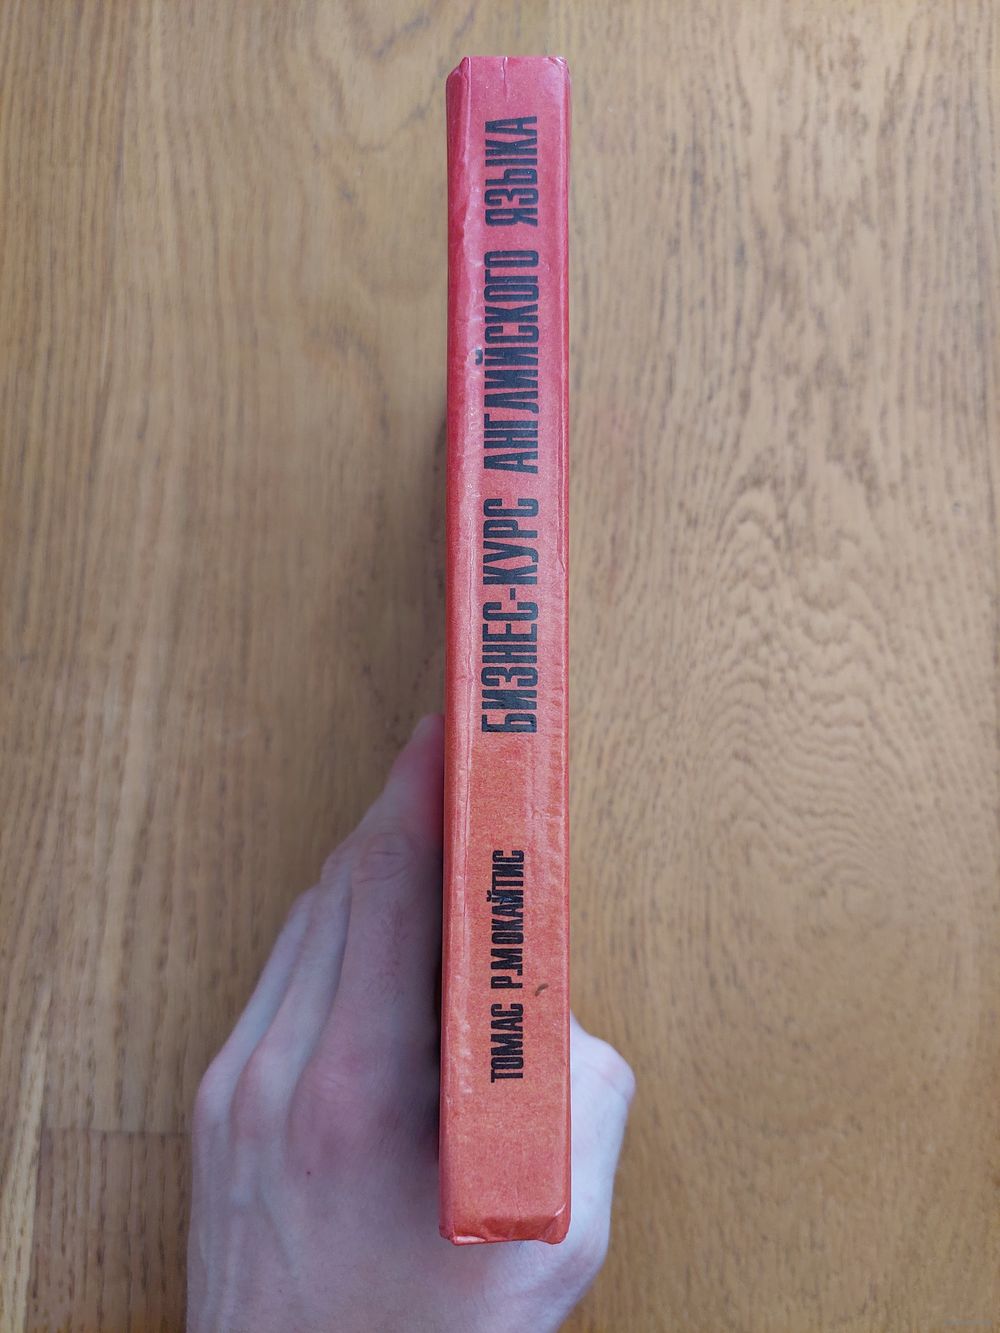 ТОМАС Р.МОКАЙТИС БИЗНЕС-КУРС АНГЛИЙСКОГО ЯЗЫКА